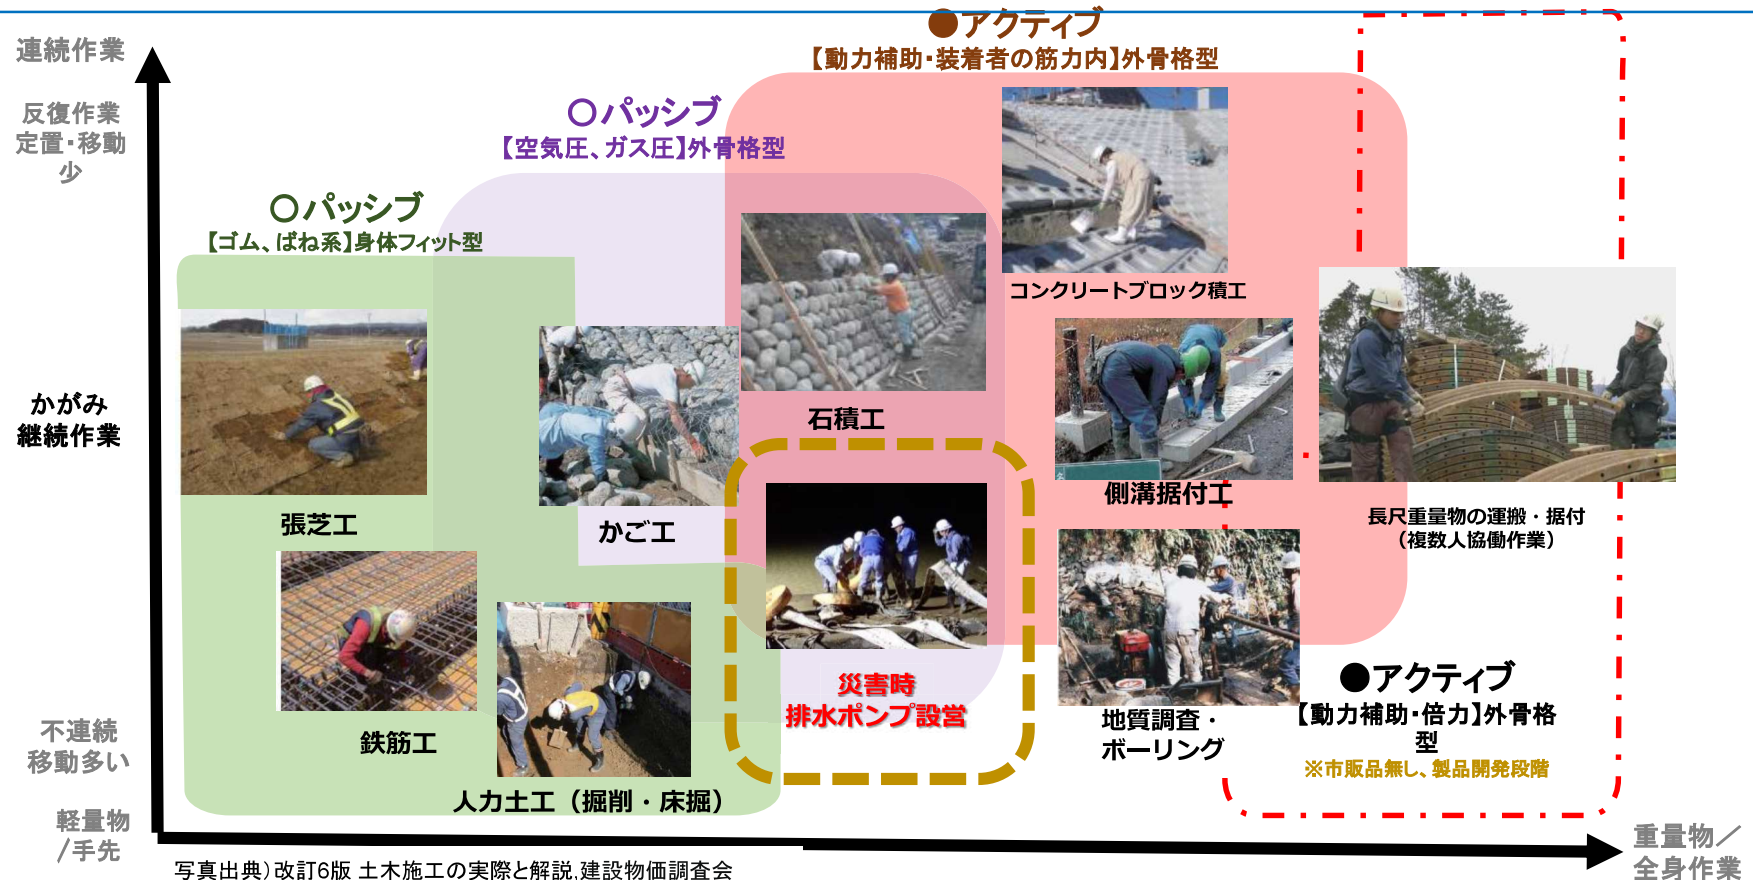 ●アクティブ
【動力補助・装着者の筋力内】外骨格型
連続作業
反復作業
定置・移動
少
○パッシブ
【空気圧、ガス圧】外骨格型
○パッシブ
【ゴム、ばね系】身体フィット型
コンクリートブロック積工
かがみ
継続作業
石積工
側溝据付工
張芝工
かご工
長尺重量物の運搬・据付
（複数人協働作業）
災害時
排水ポンプ設営
鉄筋工
地質調査・
ボーリング
●アクティブ
【動力補助・倍力】外骨格
型
※市販品無し、製品開発段階
不連続
移動多い
人力土工（掘削・床掘）
軽量物
/手先
重量物／
全身作業
写真出典）改訂6版 土木施工の実際と解説,建設物価調査会